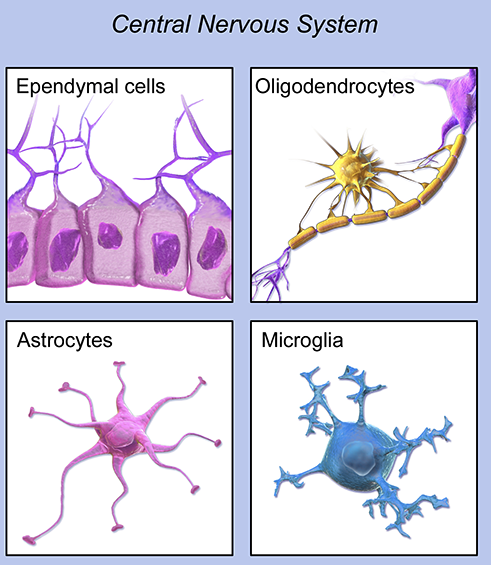 Central Nervous System
Ependymal cells
Oligodendrocytes
Astrocytes
Microglia